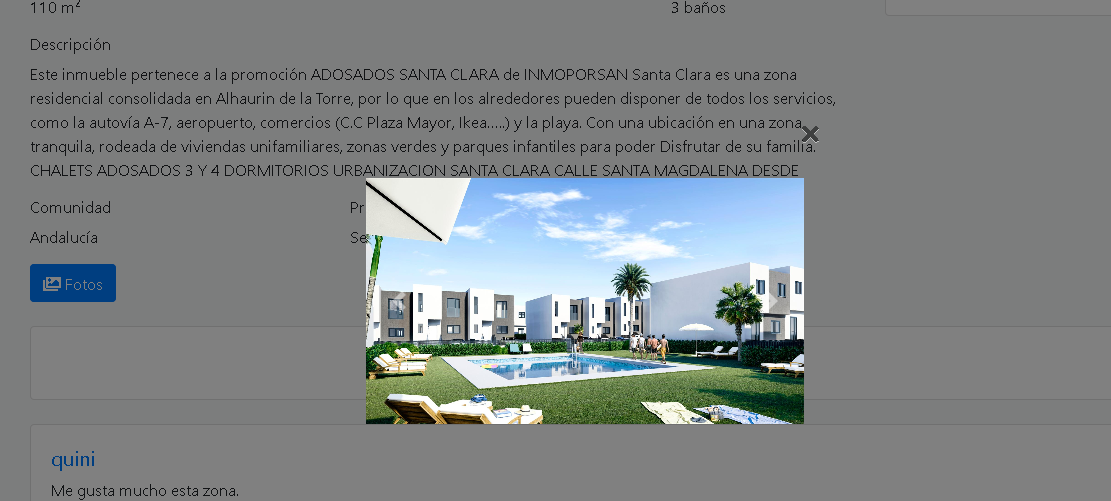 110 m²
3 baños
Descripción
Este inmueble pertenece a la promoción ADOSADOS SANTA CLARA de INMOPORSAN Santa Clara es una zona
residencial consolidada en Alhaurin de la Torre, por lo que en los alrededores pueden disponer de todos los servicios,
como la autovía A-7, aeropuerto, comercios (C.C Plaza Mayor, Ikea.....) y la playa. Con una ubicación en una zona
tranquila, rodeada de viviendas unifamiliares, zonas verdes y parques infantiles para poder Disfrutar de su familia.
CHALETS ADOSADOS 3 Y 4 DORMITORIOS URBANIZACION SANTA CLARA CALLE SANTA MAGDALENA DESDE
Comunidad
Pr
Andalucía
Se
Fotos
quini
Me gusta mucho esta zona.